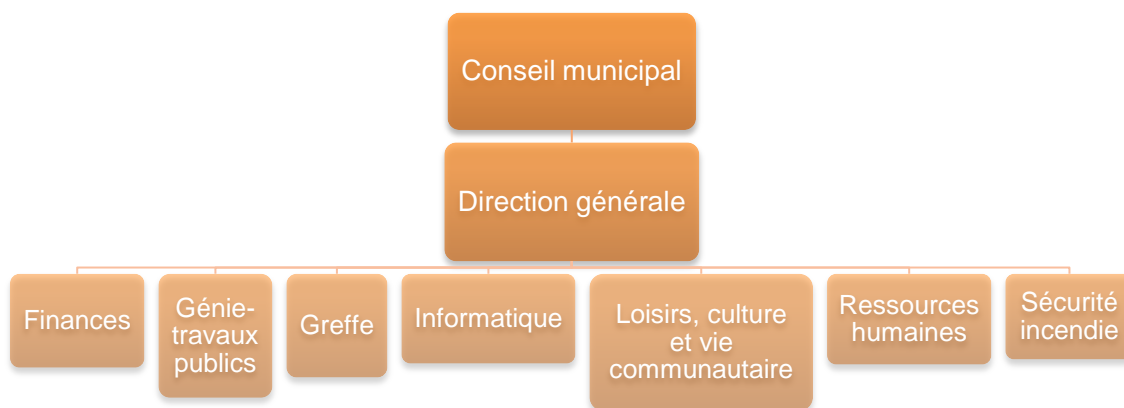 Conseil municipal
Direction générale
Finances
Génie-
travaux
publics
Greffe
Informatique
Loisirs, culture
et vie
communautaire
Ressources
humaines
Sécurité
incendie